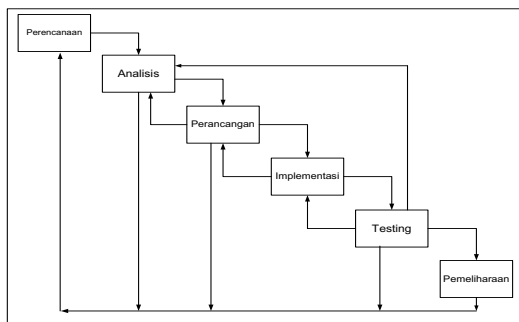 Perencanaan
Analisis
Perancangan
Implementasi
Testing
Pemeliharaan